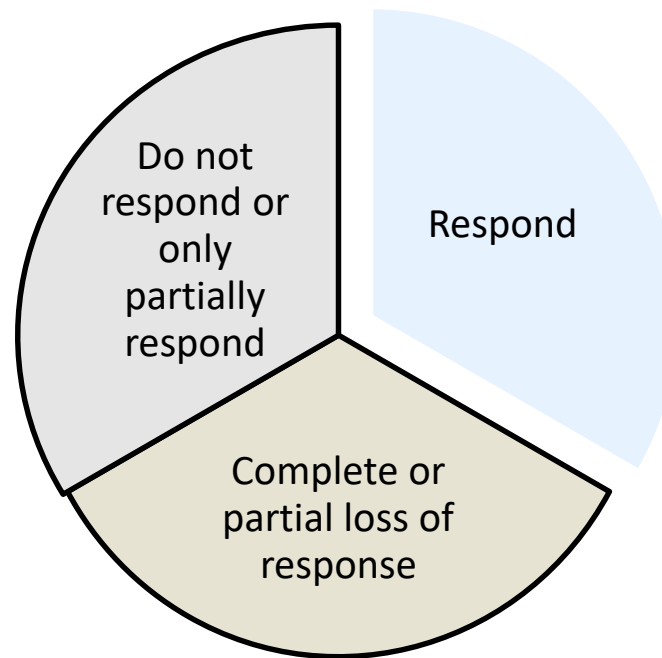 Do not
respond or
only
partially
respond
Respond
Complete or
partial loss of
response